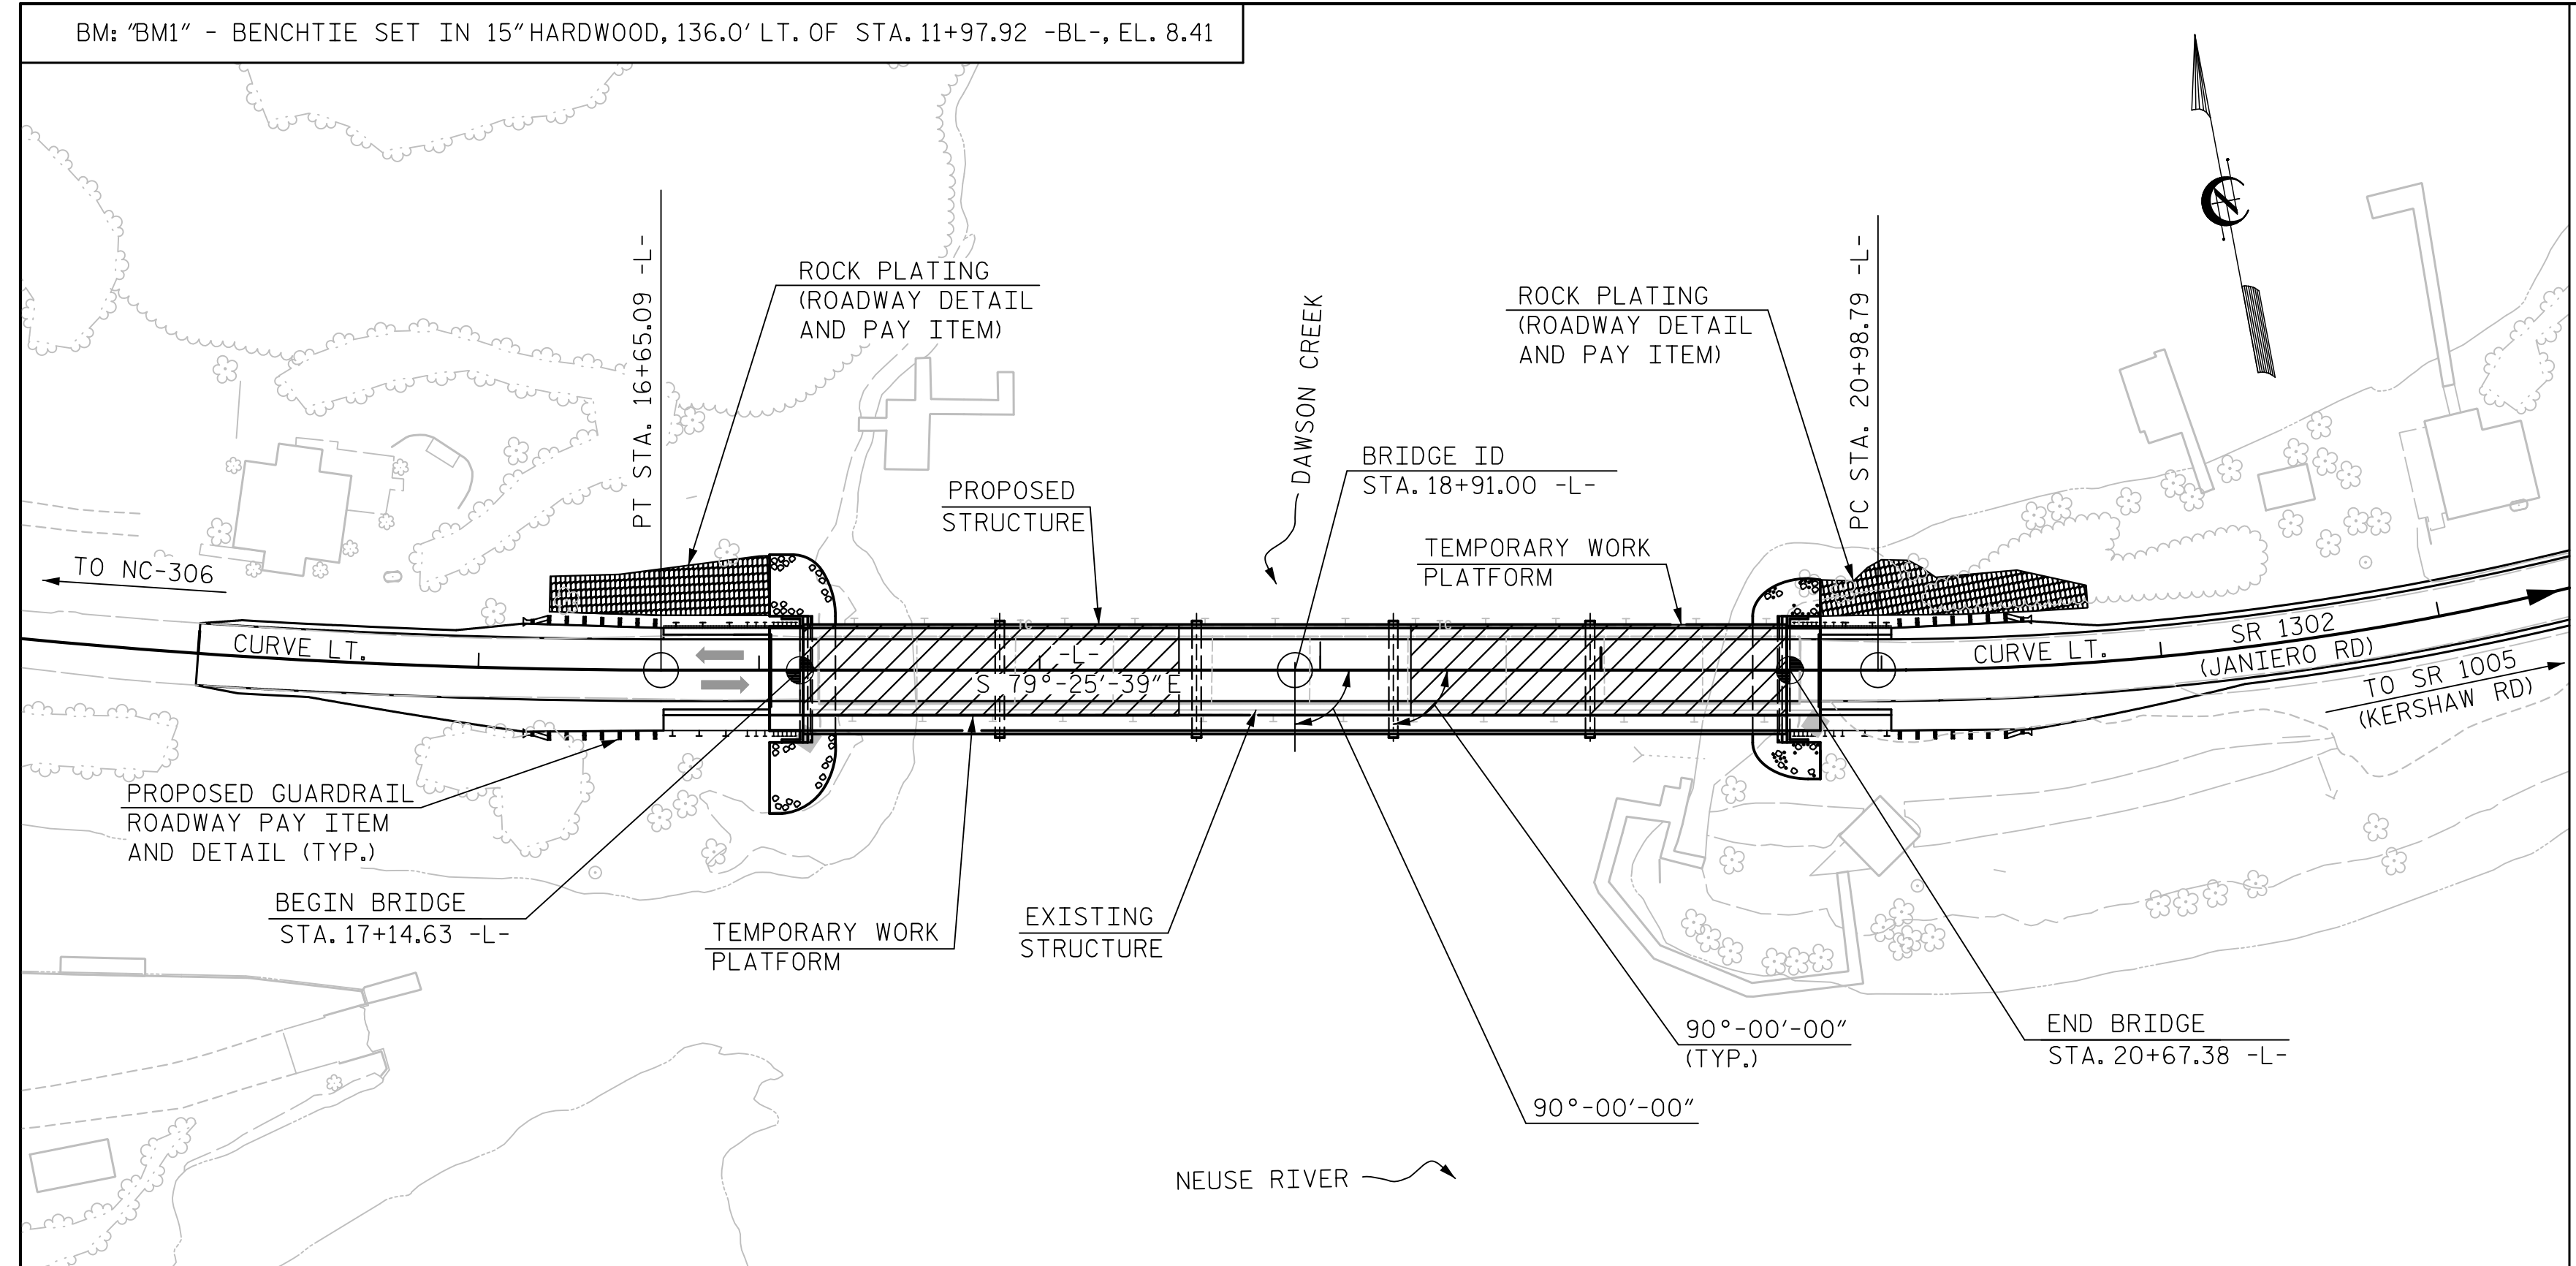 BM: "BM1" - BENCHTIE SET IN 15" HARDWOOD, 136.0' LT. OF STA. 11+97.92 -BL-, EL. 8.41
PT STA. 16+65.09 -L-
ROCK PLATING
(ROADWAY DETAIL
AND PAY ITEM)
DAWSON CREEK
ROCK PLATING
(ROADWAY DETAIL
AND PAY ITEM)
PC STA. 20+98.79 -L-
N
BRIDGE ID
STA. 18+91.00 -L-
PROPOSED
STRUCTURE
TEMPORARY WORK
PLATFORM
TO NC-306
CURVE LT.
-L-
S 79°-25'-39" E
CURVE LT.
SR 1302
(JANIERO RD)
TO SR 1005
(KERSHAW RD)
PROPOSED GUARDRAIL
ROADWAY PAY ITEM
AND DETAIL (TYP.)
BEGIN BRIDGE
STA. 17+14.63 -L-
TEMPORARY WORK
PLATFORM
EXISTING
STRUCTURE
90°-00'-00"
(TYP.)
90°-00'-00"
END BRIDGE
STA. 20+67.38 -L-
NEUSE RIVER